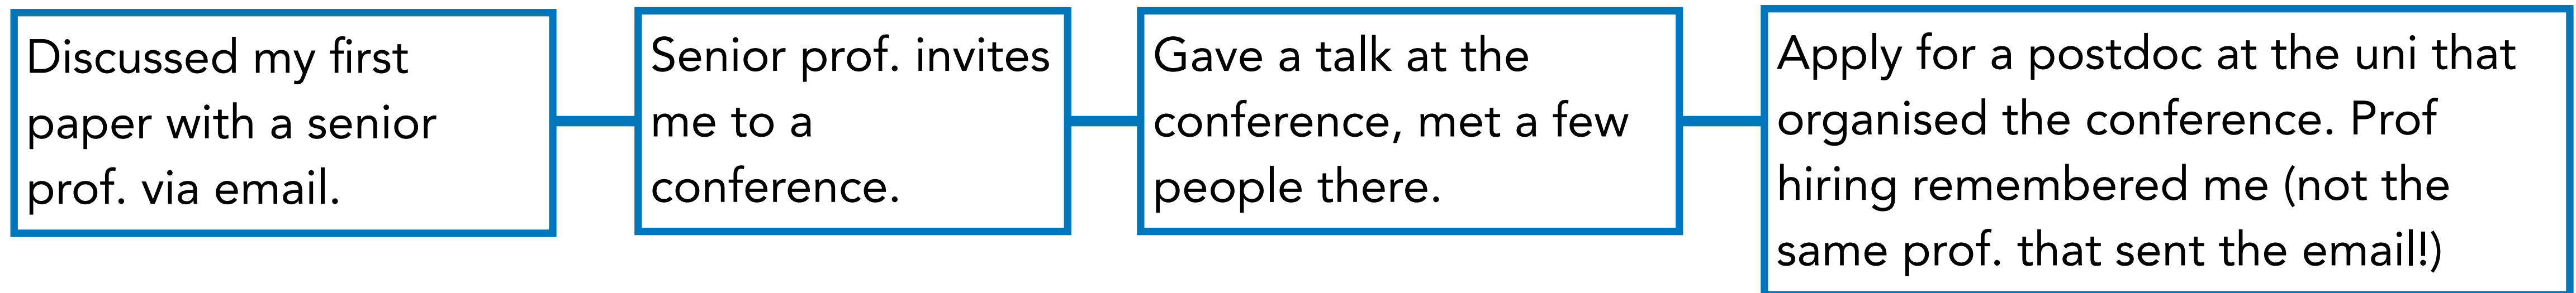 Discussed my first
paper with a senior
prof. via email.
Senior prof. invites
me to a
conference.
Gave a talk at the
conference, met a few
people there.
Apply for a postdoc at the uni that
organised the conference. Prof
hiring remembered me (not the
same prof. that sent the email!)